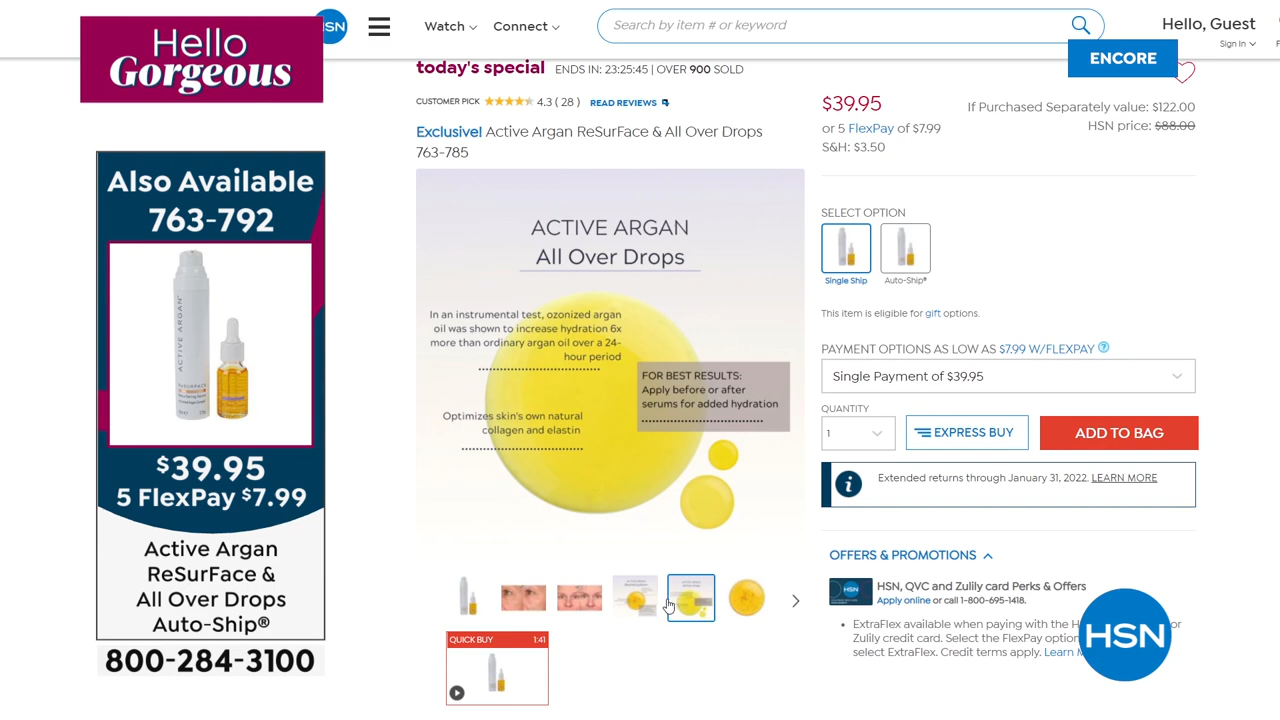 Hello
Gorgeous
Also Available
763-792
ACTIVE ARGAN
$39.95
5 FlexPay $7.99
Active Argan
ReSurFace &
All Over Drops
Auto-Ship®
800-284-3100
Watch
Connect
Search by item # or keyword
Hello, Guest
Sign In
ENCORE
today's special
ENDS IN: 23:25:45 | OVER 900 SOLD
CUSTOMER PICK
4.3 ( 28 )
READ REVIEWS
Exclusive! Active Argan ReSurFace & All Over Drops
763-785
ACTIVE ARGAN
All Over Drops
In an instrumental test, ozonized argan
oil was shown to increase hydration 6x
more than ordinary argan oil over a 24-
hour period
FOR BEST RESULTS:
Apply before or after
serums for added hydration
Optimizes skin's own natural
collagen and elastin
QUICK BUY 1:41
$39.95
If Purchased Separately value: $122.00
or 5 FlexPay of $7.99
HSN price: $88.00
S&H: $3.50
SELECT OPTION
Single Ship
Auto-Ship®
This item is eligible for gift options.
PAYMENT OPTIONS AS LOW AS $7.99 W/FLEXPAY ?
Single Payment of $39.95
QUANTITY
1
EXPRESS BUY
ADD TO BAG
Extended returns through January 31, 2022. LEARN MORE
OFFERS & PROMOTIONS
HSN
HSN, QVC and Zulily card Perks & Offers
Apply online or call 1-800-695-1418.
ExtraFlex available when paying with the H or
Zulily credit card. Select the FlexPay option
select ExtraFlex. Credit terms apply. Learn
HSN